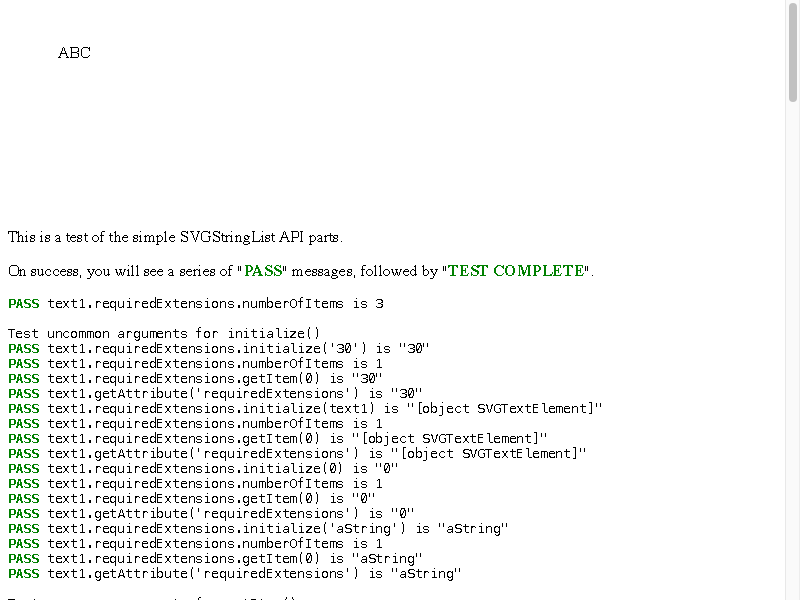 ABC
This is a test of the simple SVGStringList API parts.
On success, you will see a series of "PASS" messages, followed by "TEST COMPLETE".
PASS text1.requiredExtensions.numberOfItems is 3
Test uncommon arguments for initialize()
PASS text1.requiredExtensions.initialize('30') is "30"
PASS text1.requiredExtensions.numberOfItems is 1
PASS text1.requiredExtensions.getItem(0) is "30"
PASS text1.getAttribute('requiredExtensions') is "30"
PASS text1.requiredExtensions.initialize(text1) is "[object SVGTextElement]"
PASS text1.requiredExtensions.numberOfItems is 1
PASS text1.requiredExtensions.getItem(0) is "[object SVGTextElement]"
PASS text1.getAttribute('requiredExtensions') is "[object SVGTextElement]"
PASS text1.requiredExtensions.initialize(0) is "0"
PASS text1.requiredExtensions.numberOfItems is 1
PASS text1.requiredExtensions.getItem(0) is "0"
PASS text1.getAttribute('requiredExtensions') is "0"
PASS text1.requiredExtensions.initialize('aString') is "aString"
PASS text1.requiredExtensions.numberOfItems is 1
PASS text1.requiredExtensions.getItem(0) is "aString"
PASS text1.getAttribute('requiredExtensions') is "aString"